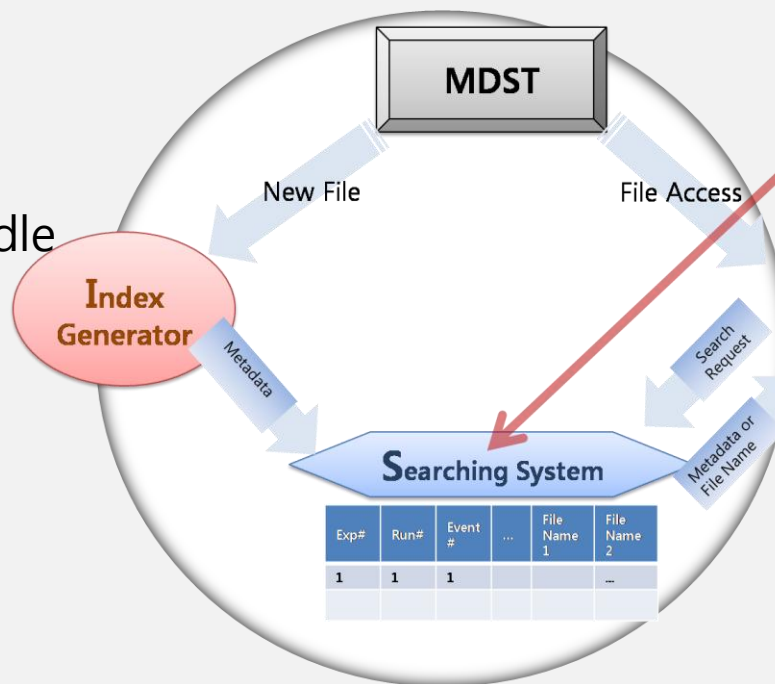 MDST
New File
File Access
dle
Index
Generator
Metadata
Search
Request
Searching System
Metadata or
File Name
Exp# Run# Event # ... File Name 1 File Name 2
1 1 1 ...